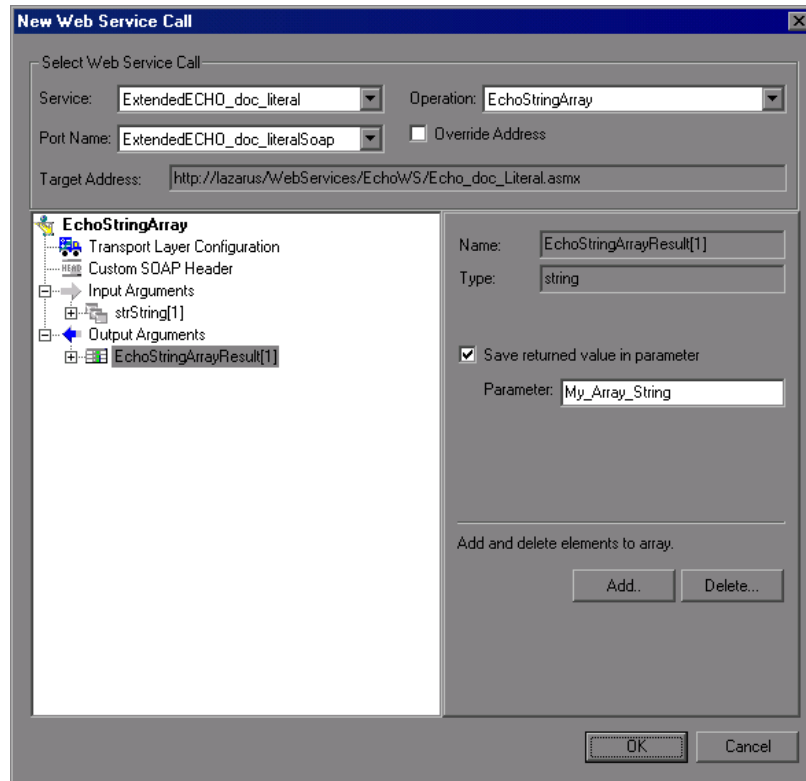 New Web Service Call
Select Web Service Call
Service: ExtendedECHO_doc_literal Operation: EchoStringArray
Port Name: ExtendedECHO_doc_literalSoap Override Address
Target Address: http://lazarus/WebServices/EchoWS/Echo_doc_Literal.asmx
EchoStringArray
Transport Layer Configuration
HEAD Custom SOAP Header
Input Arguments
strString[1]
Output Arguments
EchoStringArrayResult[1]
Name: EchoStringArrayResult[1]
Type: string
Save returned value in parameter
Parameter: My_Array_String
Add and delete elements to array.
Add.. Delete...
OK Cancel